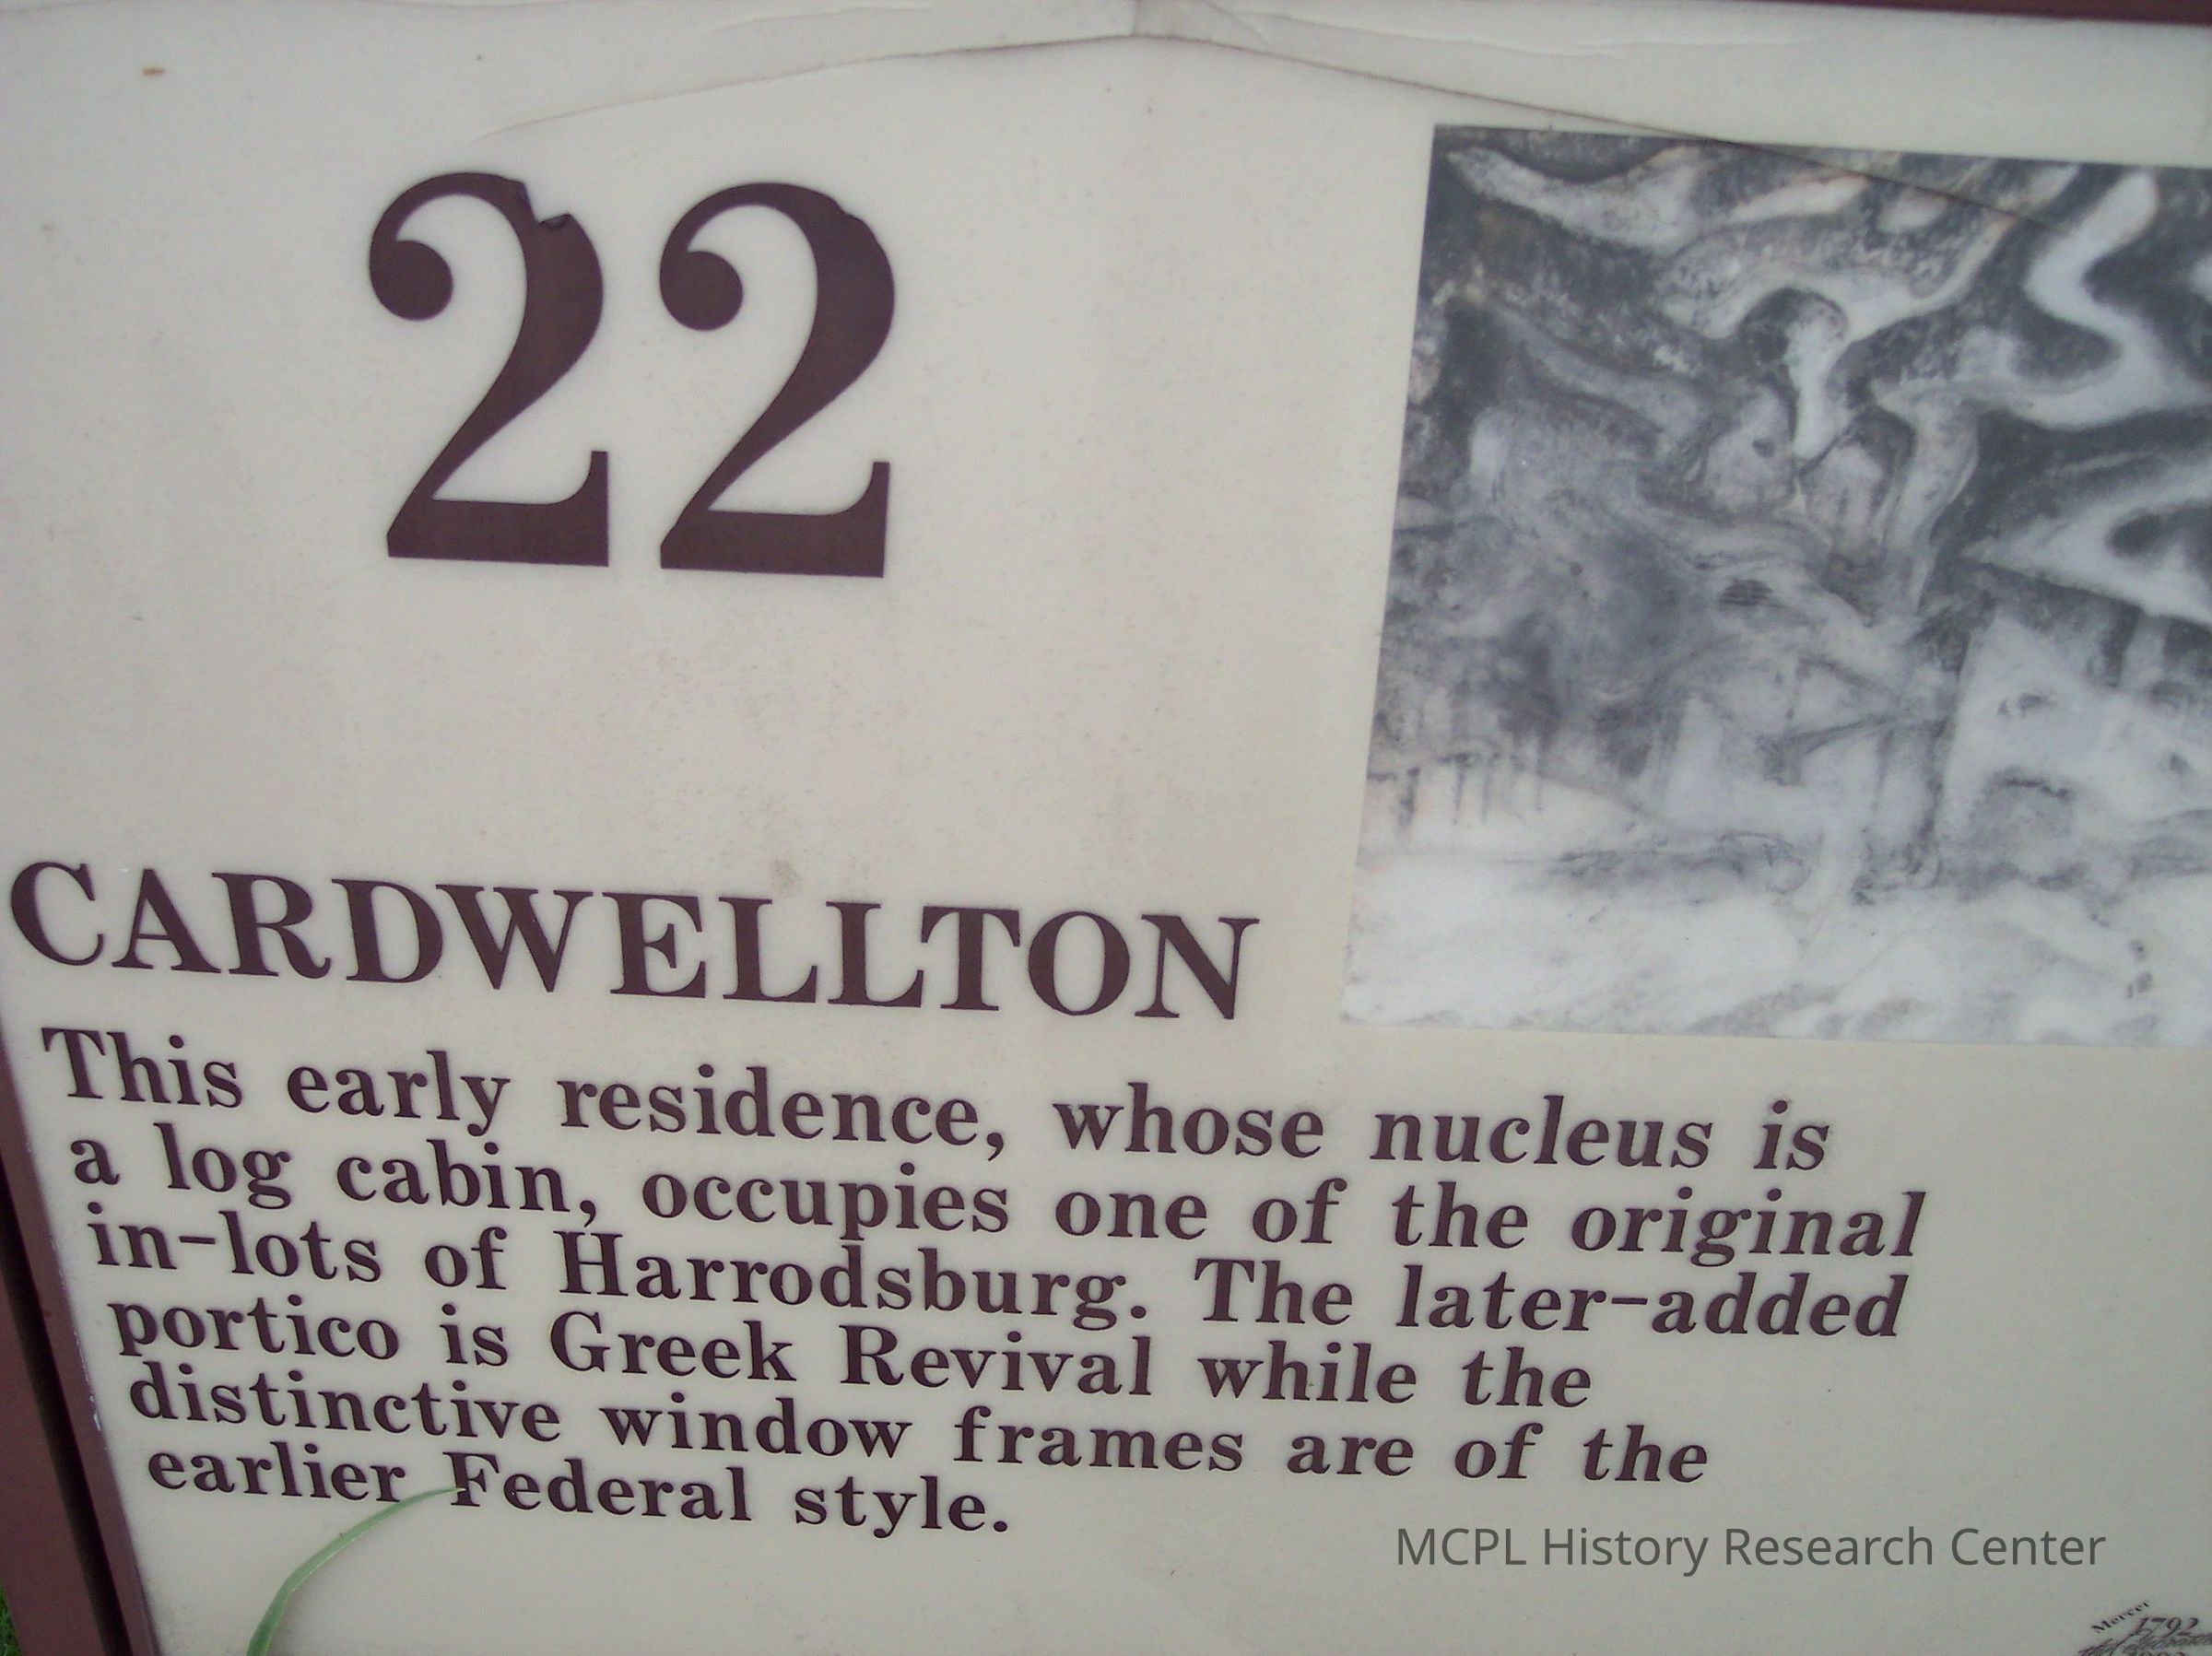 22
CARDWELLTON
This early residence, whose nucleus is
a log cabin, occupies one of the original
in-lots of Harrodsburg. The later-added
portico is Greek Revival while the
distinctive window frames are of the
earlier Federal style.
MCPL History Research Center
Mercer
1792